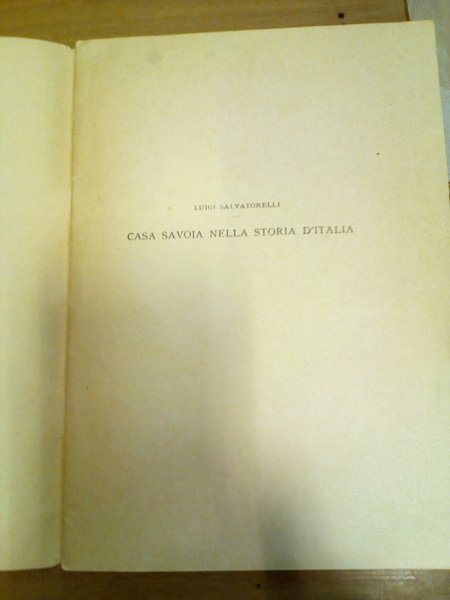 LUIGI SALVATORELLI
CASA SAVOIA NELLA STORIA D'ITALIA